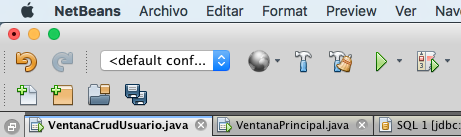 NetBeans Archivo Editar Format Preview Ver
<default conf...
VentanaCrudUsuario.java VentanaPrincipal.java SQL 1 [jdbc: